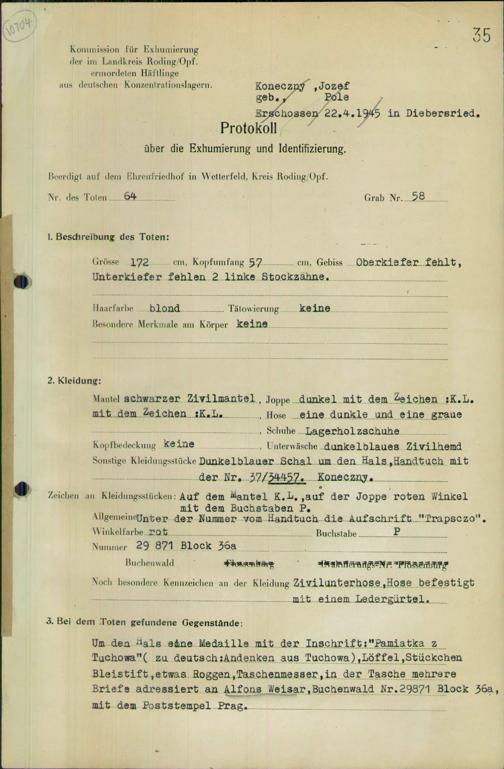 10704
35
Kommission für Exhumierung
der im Landkreis Roding/Opf.
ermordeten Häftlinge
aus deutschen Konzentrationslagern.
Koneczny ,Jozef
geb., Pole
Erschossen 22.4.1945 in Diebersried.
Protokoll
über die Exhumierung und Identifizierung.
Beerdigt auf dem Ehrenfriedhof in Wetterfeld, Kreis Roding/Opf.
Nr. des Toten 64 Grab Nr. 58
1. Beschreibung des Toten:
Grösse 172 cm, Kopfumfang 57 cm, Gebiss Oberkiefer fehlt,
Unterkiefer fehlen 2 linke Stockzähne.
Haarfarbe blond Tätowierung keine
Besondere Merkmale am Körper keine
2. Kleidung:
Mantel schwarzer Zivilmantel, Joppe dunkel mit dem Zeichen :K.L.
mit dem Zeichen :K.L. , Hose eine dunkle und eine graue
, Schuhe Lagerholzschuhe
Kopfbedeckung keine , Unterwäsche dunkelblaues Zivilhemd
Sonstige Kleidungsstücke Dunkelblauer Schal um den Hals,Handtuch mit
der Nr. 37/34457. Koneczny.
Zeichen an Kleidungsstücken: Auf dem Mantel K.L.,auf der Joppe roten Winkel
mit dem Buchstaben P.
Allgemeine Unter der Nummer vom Handtuch die Aufschrift "Trapsczo".
Winkelfarbe rot Buchstabe P
Nummer 29 871 Block 36a
Buchenwald
Noch besondere Kennzeichen an der Kleidung Zivilunterhose,Hose befestigt
mit einem Ledergürtel.
3. Bei dem Toten gefundene Gegenstände:
Um den Hals eine Medaille mit der Inschrift:"Pamiatka z
Tuchowa"( zu deutsch:Andenken aus Tuchowa),Löffel,Stückchen
Bleistift,etwas Roggen,Taschenmesser,in der Tasche mehrere
Briefe adressiert an Alfons Weisar,Buchenwald Nr.29871 Block 36a,
mit dem Poststempel Prag.